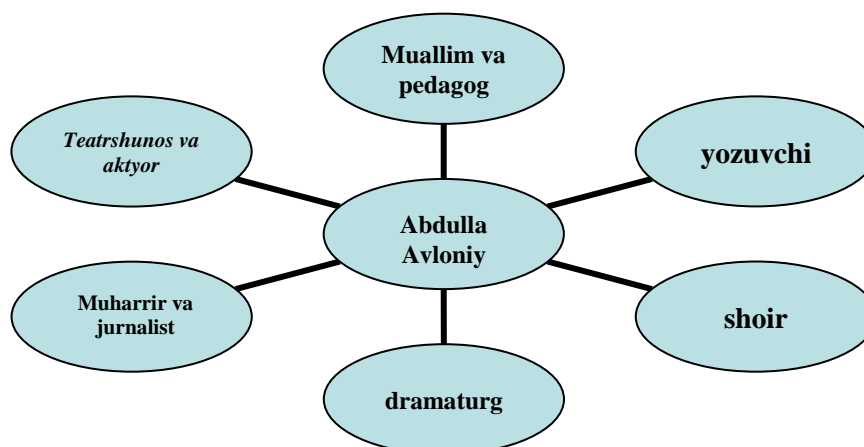 Muallim va
pedagog
Teatrshunos va
aktyor
yozuvchi
Abdulla
Avloniy
Muharrir va
jurnalist
shoir
dramaturg